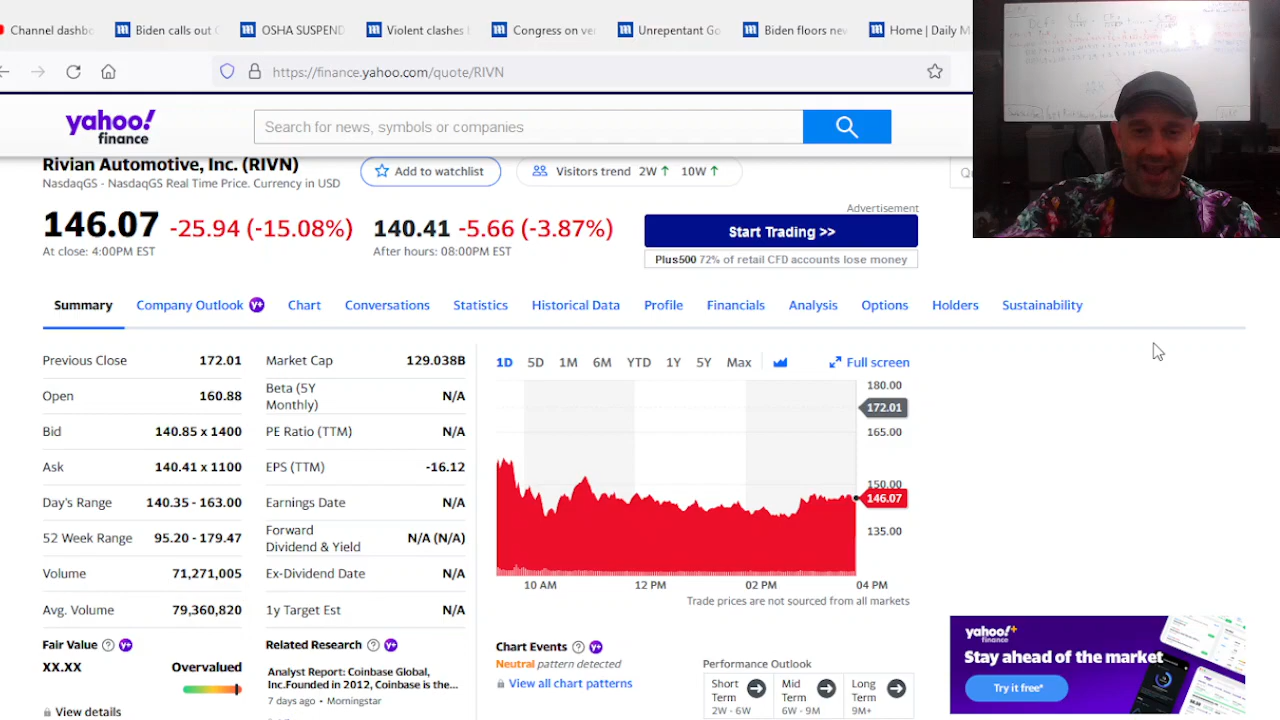 Channel dashbo
Biden calls out
OSHA SUSPEND
Violent clashes
Congress on
Unrepentant Go
Biden floors
Home | Daily M
https://finance.yahoo.com/quote/RIVN
yahoo!
finance
Search for news, symbols or companies
Rivian Automotive, Inc. (RIVN)
NasdaqGS - NasdaqGS Real Time Price. Currency in USD
Add to watchlist
Visitors trend 2W 10W
146.07 -25.94 (-15.08%)
At close: 4:00PM EST
140.41 -5.66 (-3.87%)
After hours: 08:00PM EST
Advertisement
Start Trading >>
Plus500 72% of retail CFD accounts lose money
Summary Company Outlook Y+ Chart Conversations Statistics Historical Data Profile Financials Analysis Options Holders Sustainability
Previous Close 172.01
Open 160.88
Bid 140.85 x 1400
Ask 140.41 x 1100
Day's Range 140.35 - 163.00
52 Week Range 95.20 - 179.47
Volume 71,271,005
Avg. Volume 79,360,820
Market Cap 129.038B
Beta (5Y
Monthly) N/A
PE Ratio (TTM) N/A
EPS (TTM) -16.12
Earnings Date N/A
Forward
Dividend & Yield N/A (N/A)
Ex-Dividend Date N/A
1y Target Est N/A
1D 5D 1M 6M YTD 1Y 5Y Max Full screen
180.00
172.01
165.00
150.00
146.07
135.00
10 AM 12 PM 02 PM 04 PM
Trade prices are not sourced from all markets
Fair Value
XX.XX Overvalued
View details
Related Research
Analyst Report: Coinbase Global,
Inc.Founded in 2012, Coinbase is the...
7 days ago • Morningstar
Chart Events
Neutral pattern detected
View all chart patterns
Performance Outlook
Short
Term
2W - 6W
Mid
Term
6W - 9M
Long
Term
9M+
yahoo!+
finance
Stay ahead of the market
Try it free*